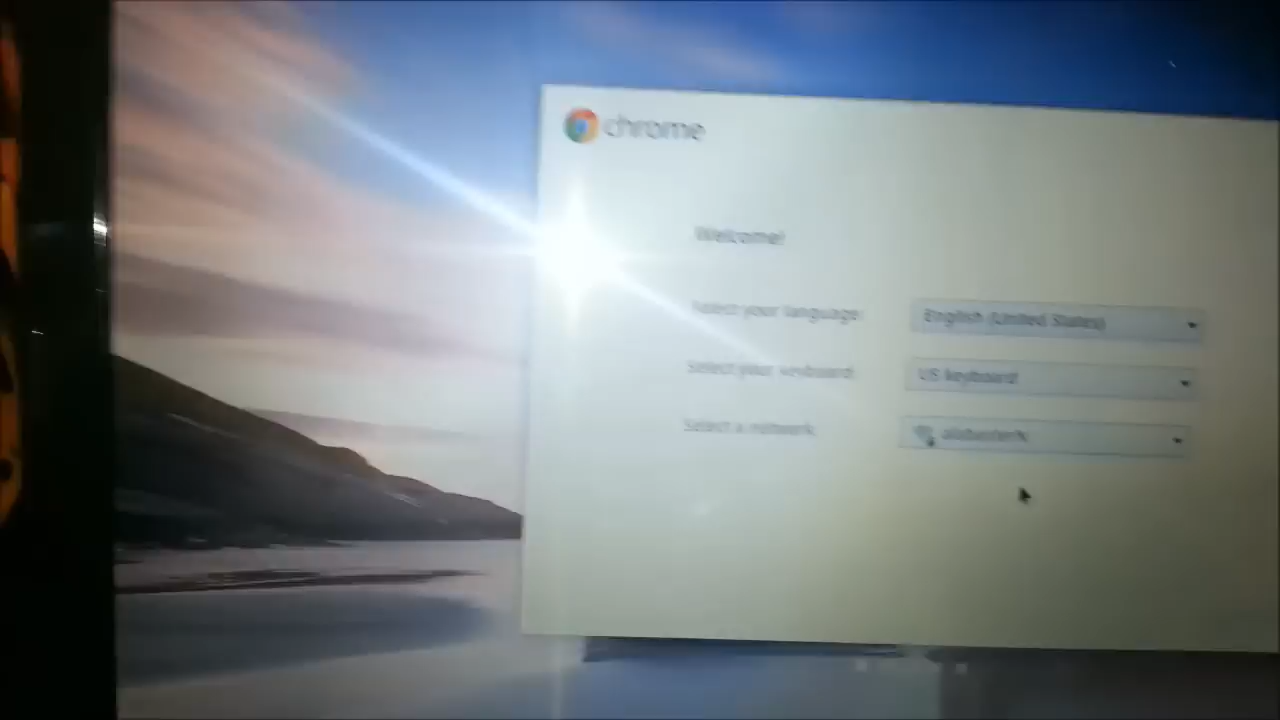 chrome
Welcome!
Select your language
English (United States)
Select your keyboard
US keyboard
Select a network